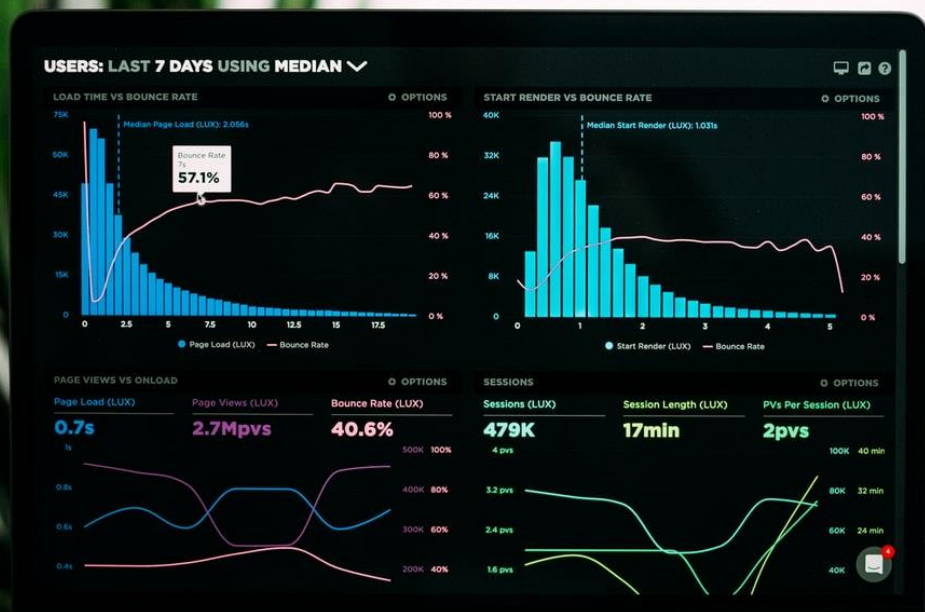 USERS: LAST 7 DAYS USING MEDIAN
LOAD TIME VS BOUNCE RATE
OPTIONS
75K
100 %
Median Page Load (LUX): 2.056s
60K
80 %
Bounce Rate
7s
57.1%
45K
60 %
30K
40 %
15K
20 %
0
0 %
0 2.5 5 7.5 10 12.5 15 17.5
Page Load (LUX) Bounce Rate
START RENDER VS BOUNCE RATE
OPTIONS
40K
100 %
Median Start Render (LUX): 1.031s
32K
80 %
24K
60 %
16K
40 %
8K
20 %
0
0 %
0 1 2 3 4 5
Start Render (LUX) Bounce Rate
PAGE VIEWS VS ONLOAD
OPTIONS
Page Load (LUX) Page Views (LUX) Bounce Rate (LUX)
0.7s 2.7Mpvs 40.6%
1s 500K 100%
0.8s 400K 80%
0.6s 300K 60%
0.4s 200K 40%
SESSIONS
OPTIONS
Sessions (LUX) Session Length (LUX) PVs Per Session (LUX)
479K 17min 2pvs
4 pvs 100K 40 min
3.2 pvs 80K 32 min
2.4 pvs 60K 24 min
1.6 pvs 40K
4